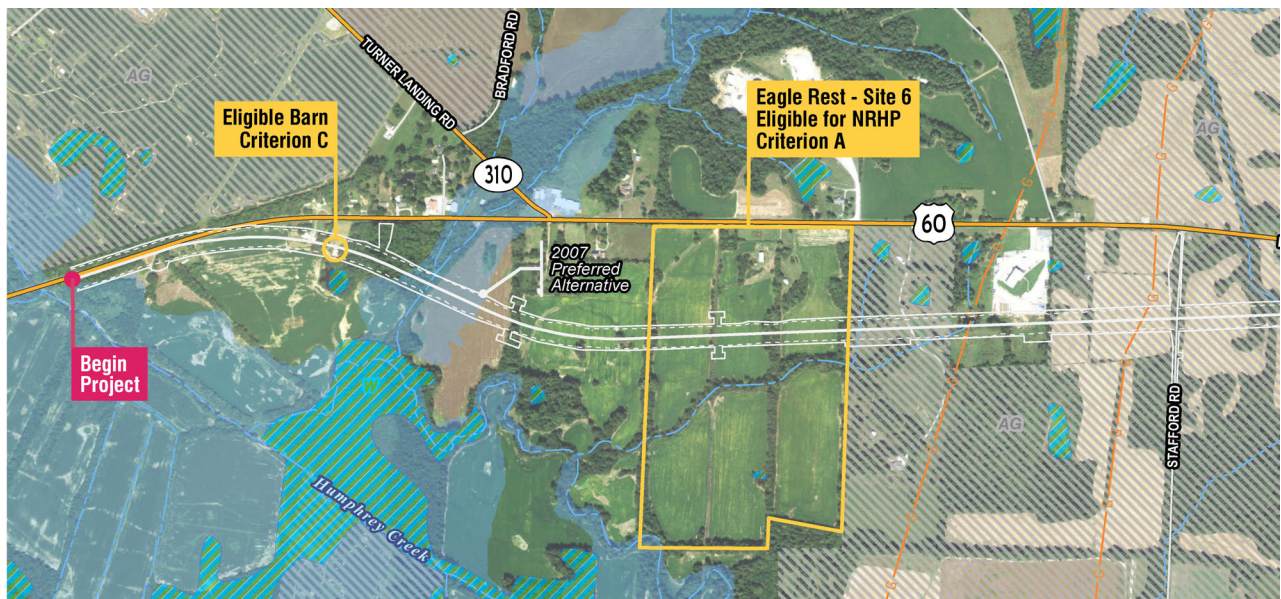 AG
TURNER LANDING RD
BRADFORD RD
Eligible Barn
Criterion C
Eagle Rest - Site 6
Eligible for NRHP
Criterion A
AG
310
60
2007
Preferred
Alternative
Begin
Project
W
Humphrey Creek
AG
STAFFORD RD
G
G
G
G
G
G
G
G
G
G